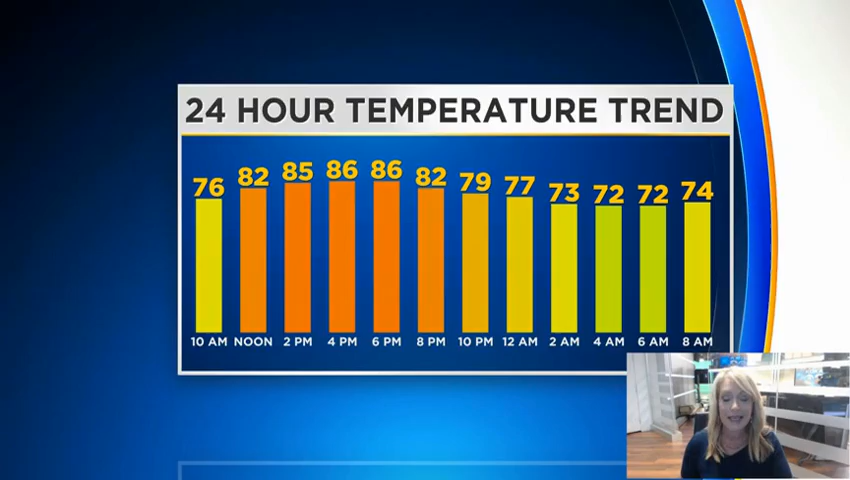 24 HOUR TEMPERATURE TREND
76 82 85 86 86 82 79 77 73 72 72 74
10 AM NOON 2 PM 4 PM 6 PM 8 PM 10 PM 12 AM 2 AM 4 AM 6 AM 8 AM